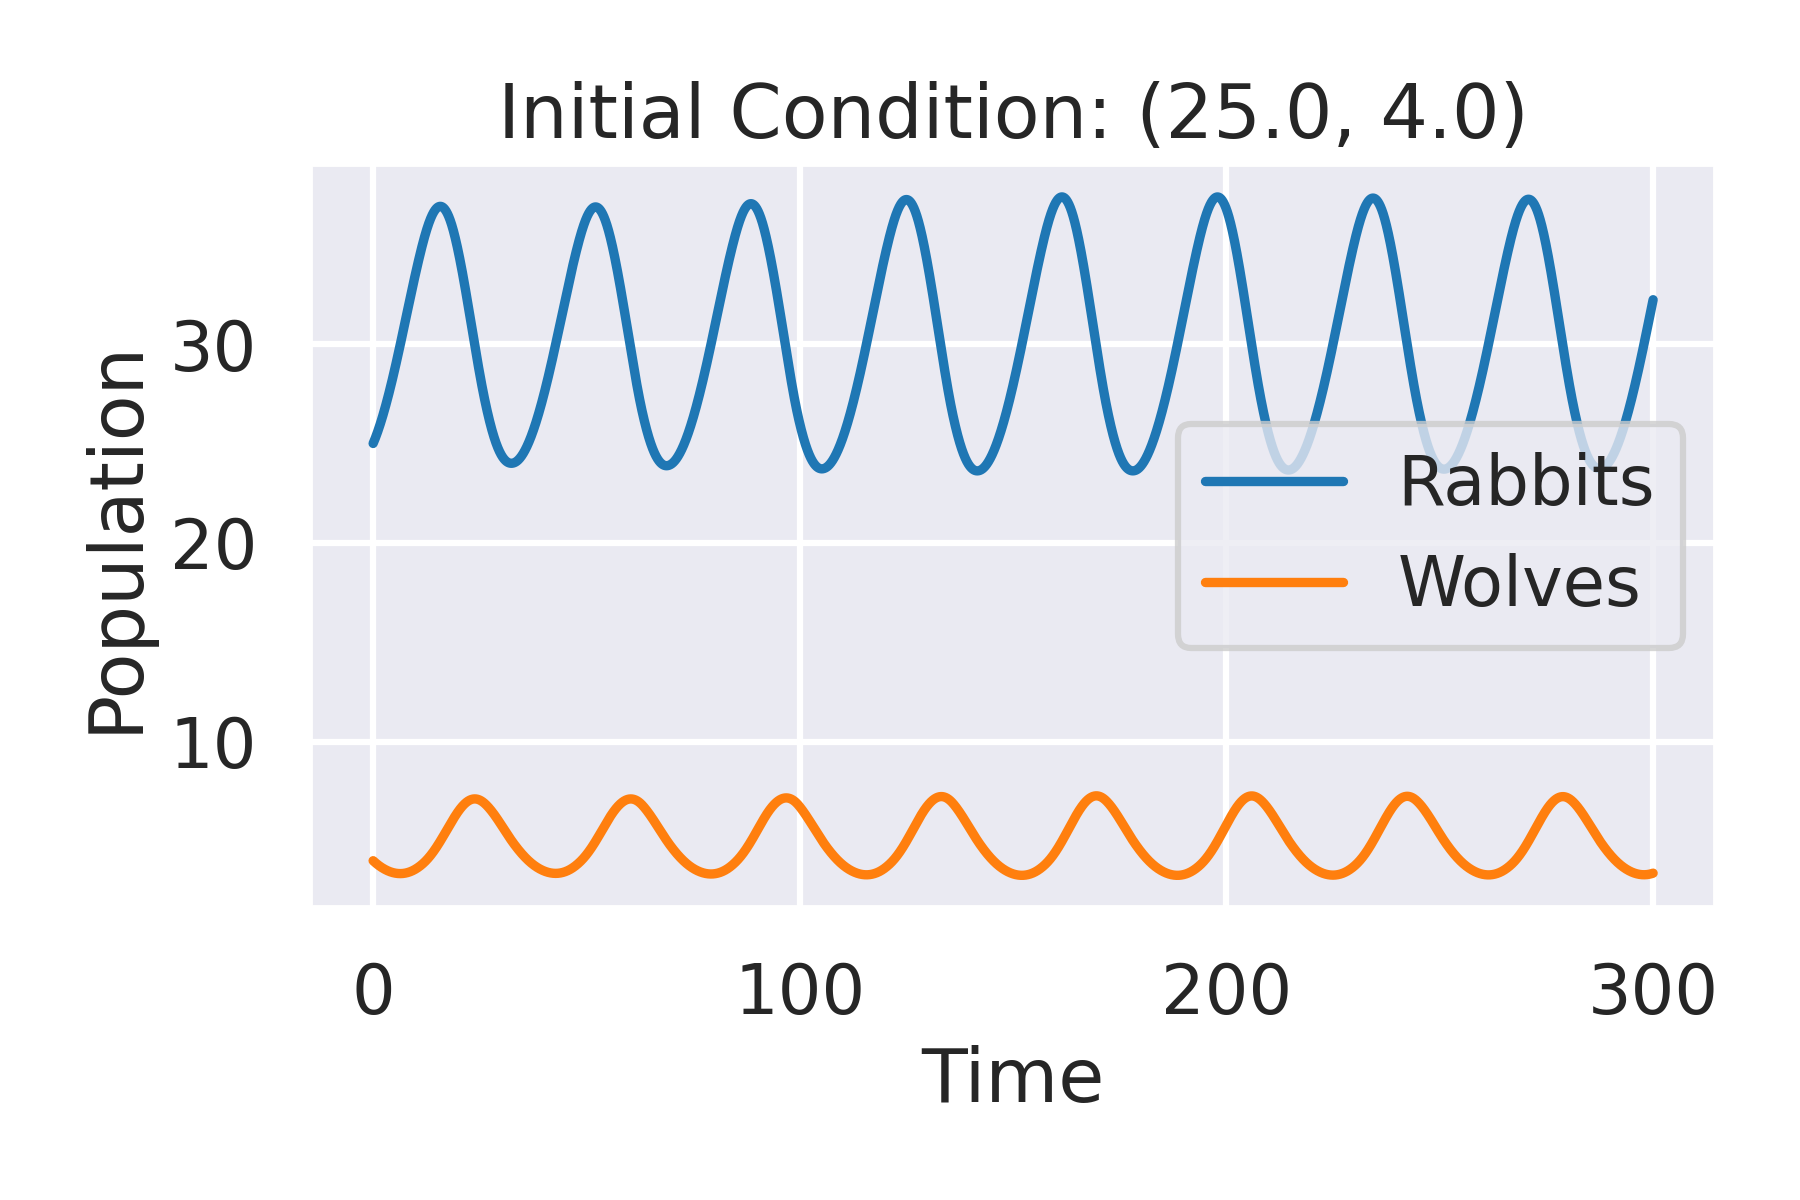 Initial Condition: (25.0, 4.0)
Population
30
20
10
Rabbits
Wolves
0 100 200 300
Time